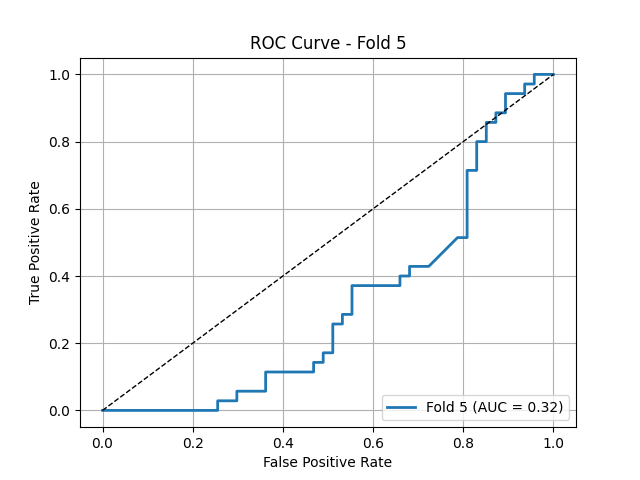 ROC Curve - Fold 5
True Positive Rate
1.0
0.8
0.6
0.4
0.2
0.0
Fold 5 (AUC = 0.32)
0.0 0.2 0.4 0.6 0.8 1.0
False Positive Rate